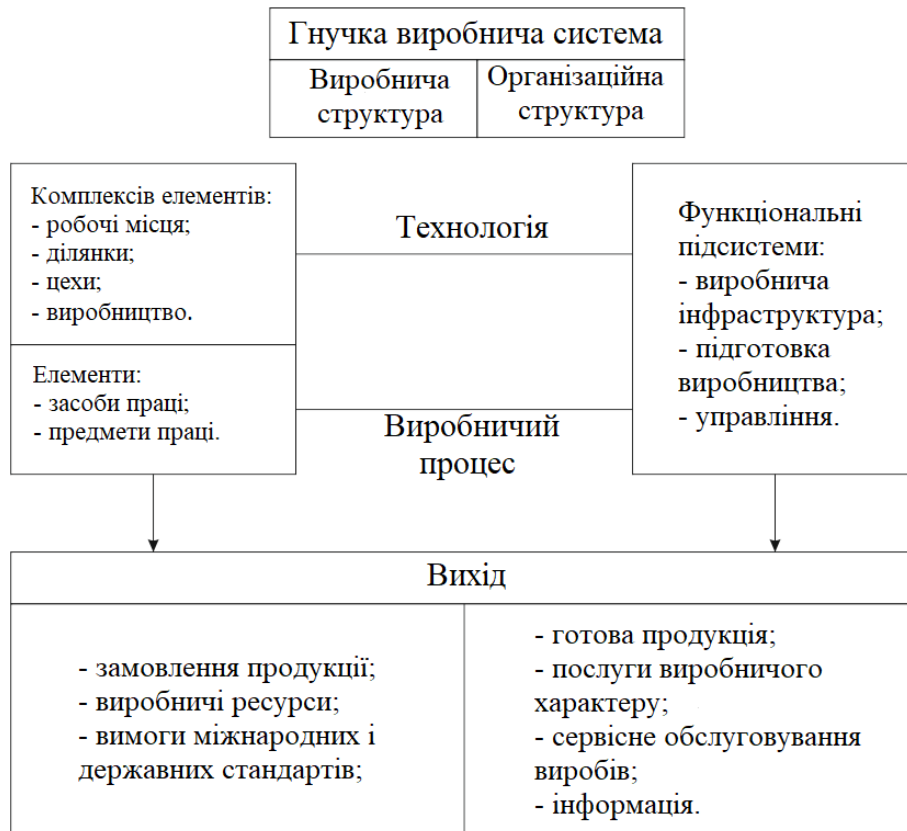 Гнучка виробнича система
Виробнича
структура
Організаційна
структура
Комплексів елементів:
- робочі місця;
- ділянки;
- цехи;
- виробництво.
Елементи:
- засоби праці;
- предмети праці.
Технологія
Виробничий
процес
Функціональні
підсистеми:
- виробнича
інфраструктура;
- підготовка
виробництва;
- управління.
Вихід
- замовлення продукції;
- виробничі ресурси;
- вимоги міжнародних і
державних стандартів;
- готова продукція;
- послуги виробничого
характеру;
- сервісне обслуговування
виробів;
- інформація.